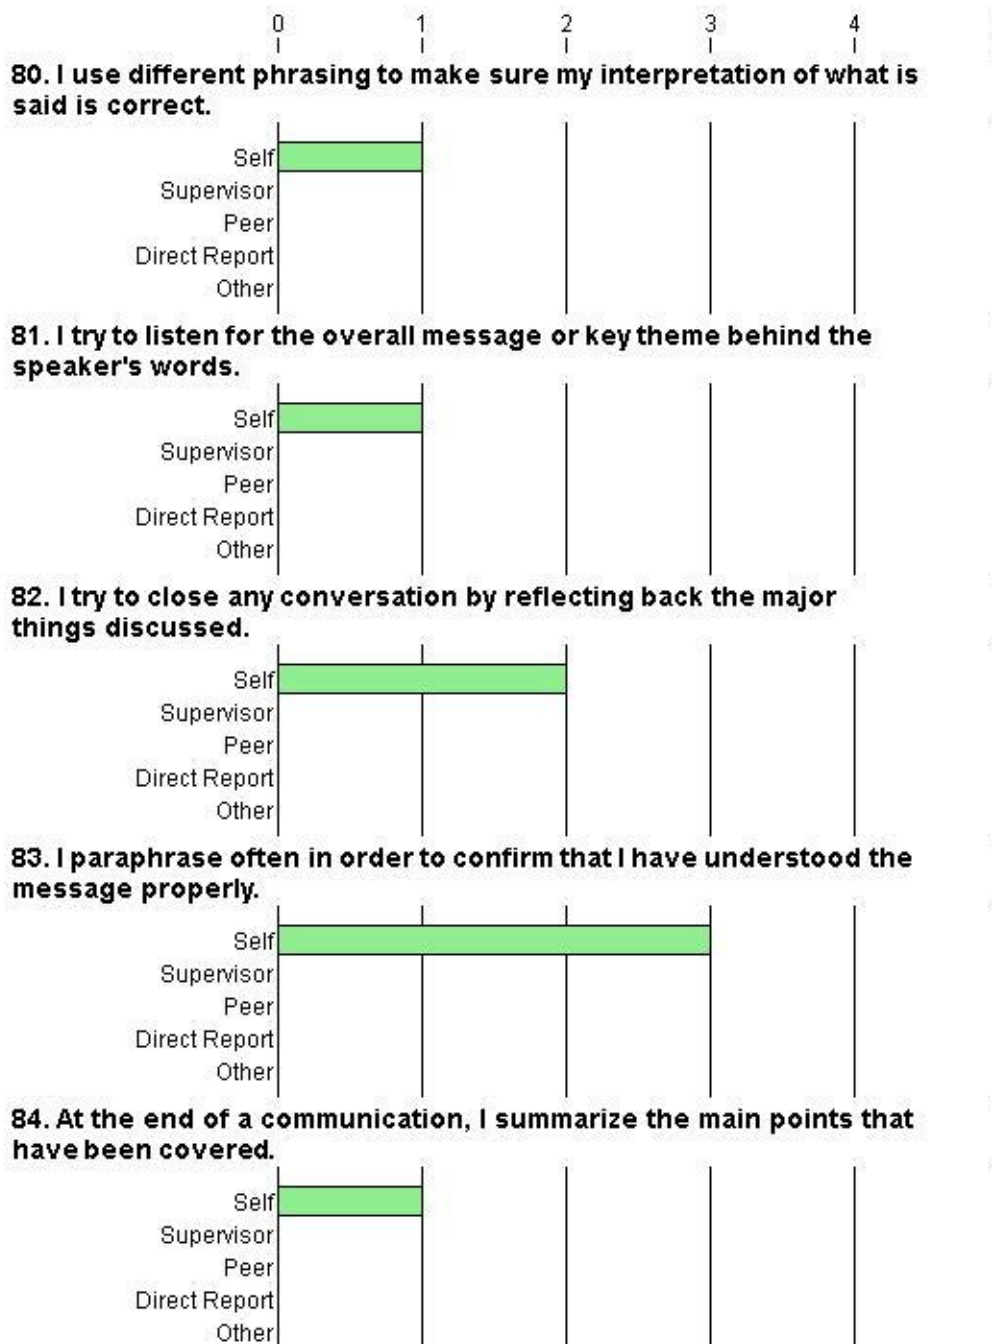 0 1 2 3 4
80. I use different phrasing to make sure my interpretation of what is
said is correct.
Self
Supervisor
Peer
Direct Report
Other
81. I try to listen for the overall message or key theme behind the
speaker's words.
Self
Supervisor
Peer
Direct Report
Other
82. I try to close any conversation by reflecting back the major
things discussed.
Self
Supervisor
Peer
Direct Report
Other
83. I paraphrase often in order to confirm that I have understood the
message properly.
Self
Supervisor
Peer
Direct Report
Other
84. At the end of a communication, I summarize the main points that
have been covered.
Self
Supervisor
Peer
Direct Report
Other